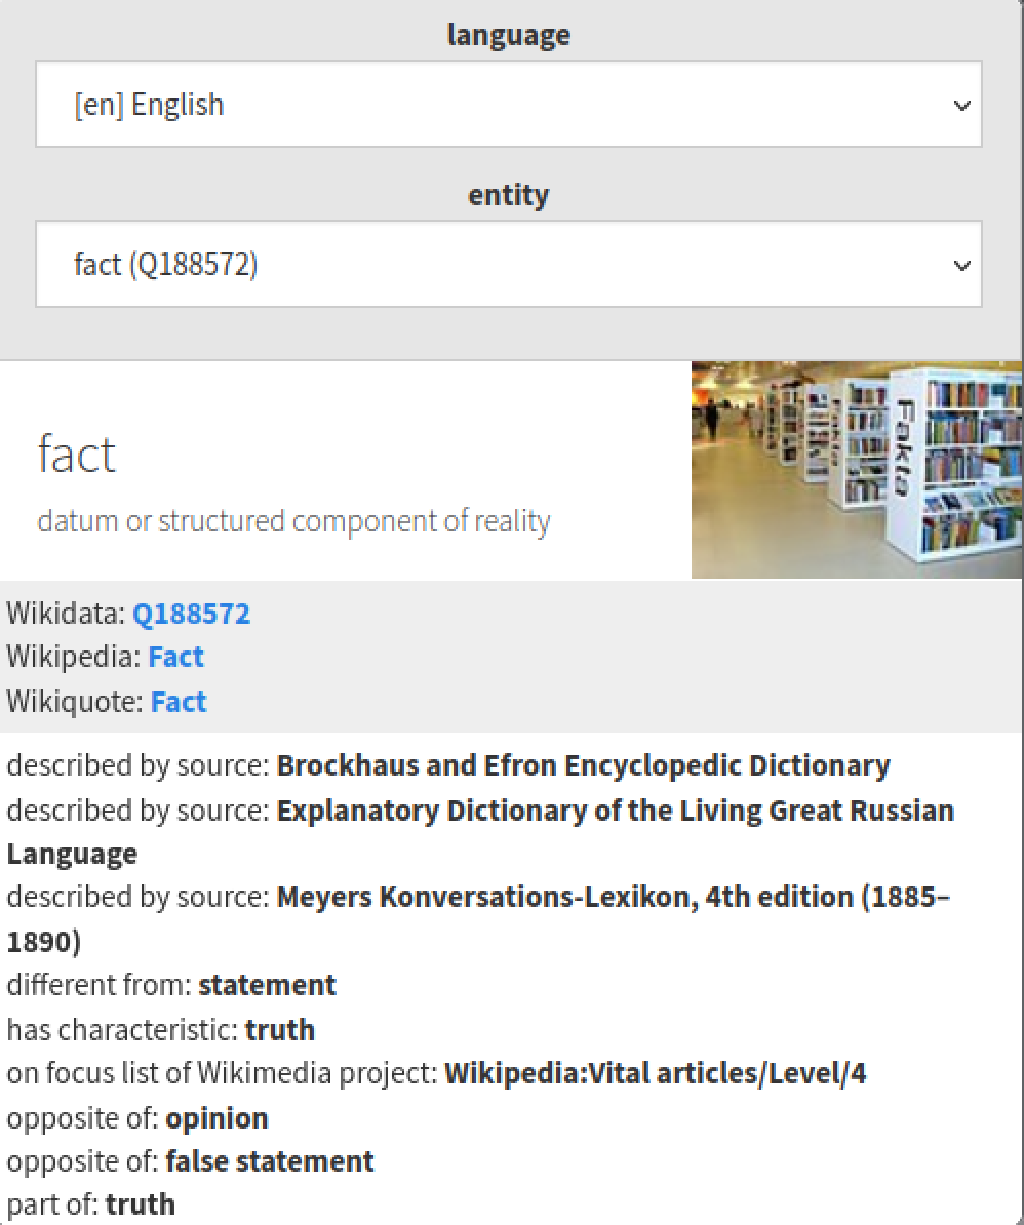 language
[en] English
entity
fact (Q188572)
fact
datum or structured component of reality
Fakta
Wikidata: Q188572
Wikipedia: Fact
Wikiquote: Fact
described by source: Brockhaus and Efron Encyclopedic Dictionary
described by source: Explanatory Dictionary of the Living Great Russian
Language
described by source: Meyers Konversations-Lexikon, 4th edition (1885–
1890)
different from: statement
has characteristic: truth
on focus list of Wikimedia project: Wikipedia:Vital articles/Level/4
opposite of: opinion
opposite of: false statement
part of: truth